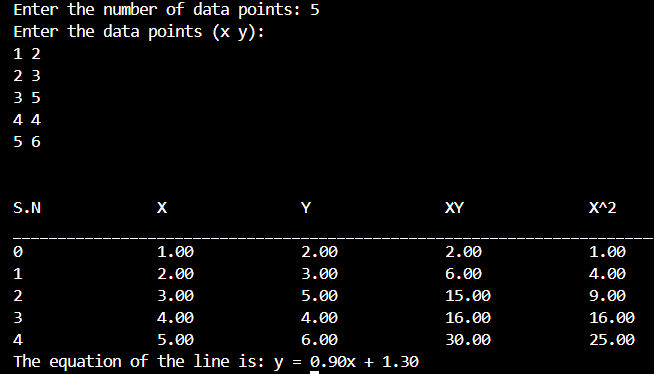 Enter the number of data points: 5
Enter the data points (x y):
1 2
2 3
3 5
4 4
5 6
S.N X Y XY X^2
0 1.00 2.00 2.00 1.00
1 2.00 3.00 6.00 4.00
2 3.00 5.00 15.00 9.00
3 4.00 4.00 16.00 16.00
4 5.00 6.00 30.00 25.00
The equation of the line is: y = 0.90x + 1.30